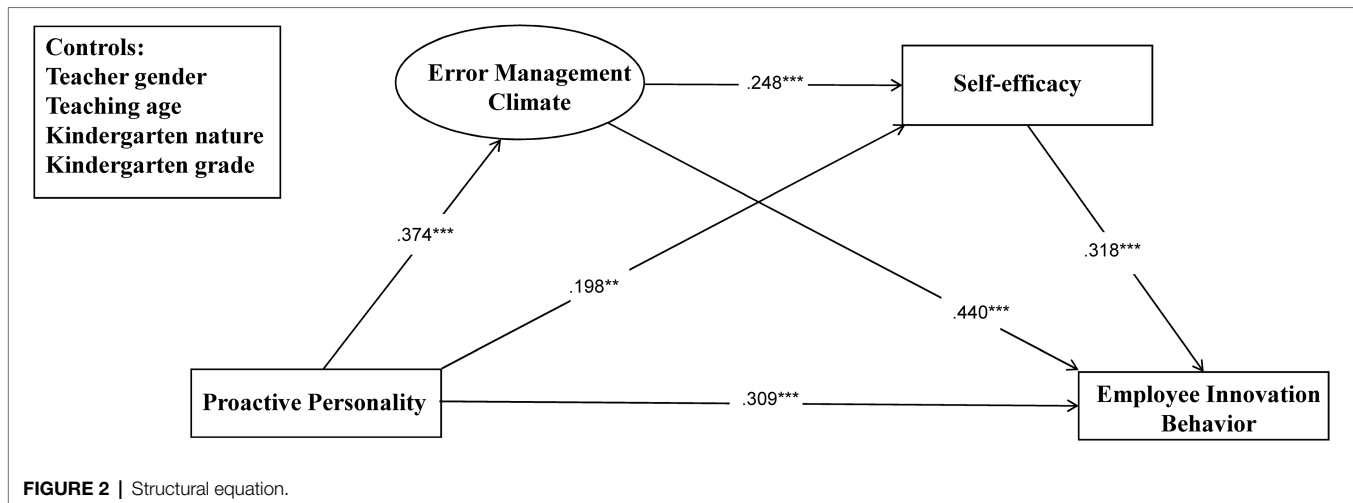 Controls:
Teacher gender
Teaching age
Kindergarten nature
Kindergarten grade
Error Management
Climate
.248***
Self-efficacy
.374***
.198**
.318***
.440***
Proactive Personality
.309***
Employee Innovation
Behavior
FIGURE 2 | Structural equation.